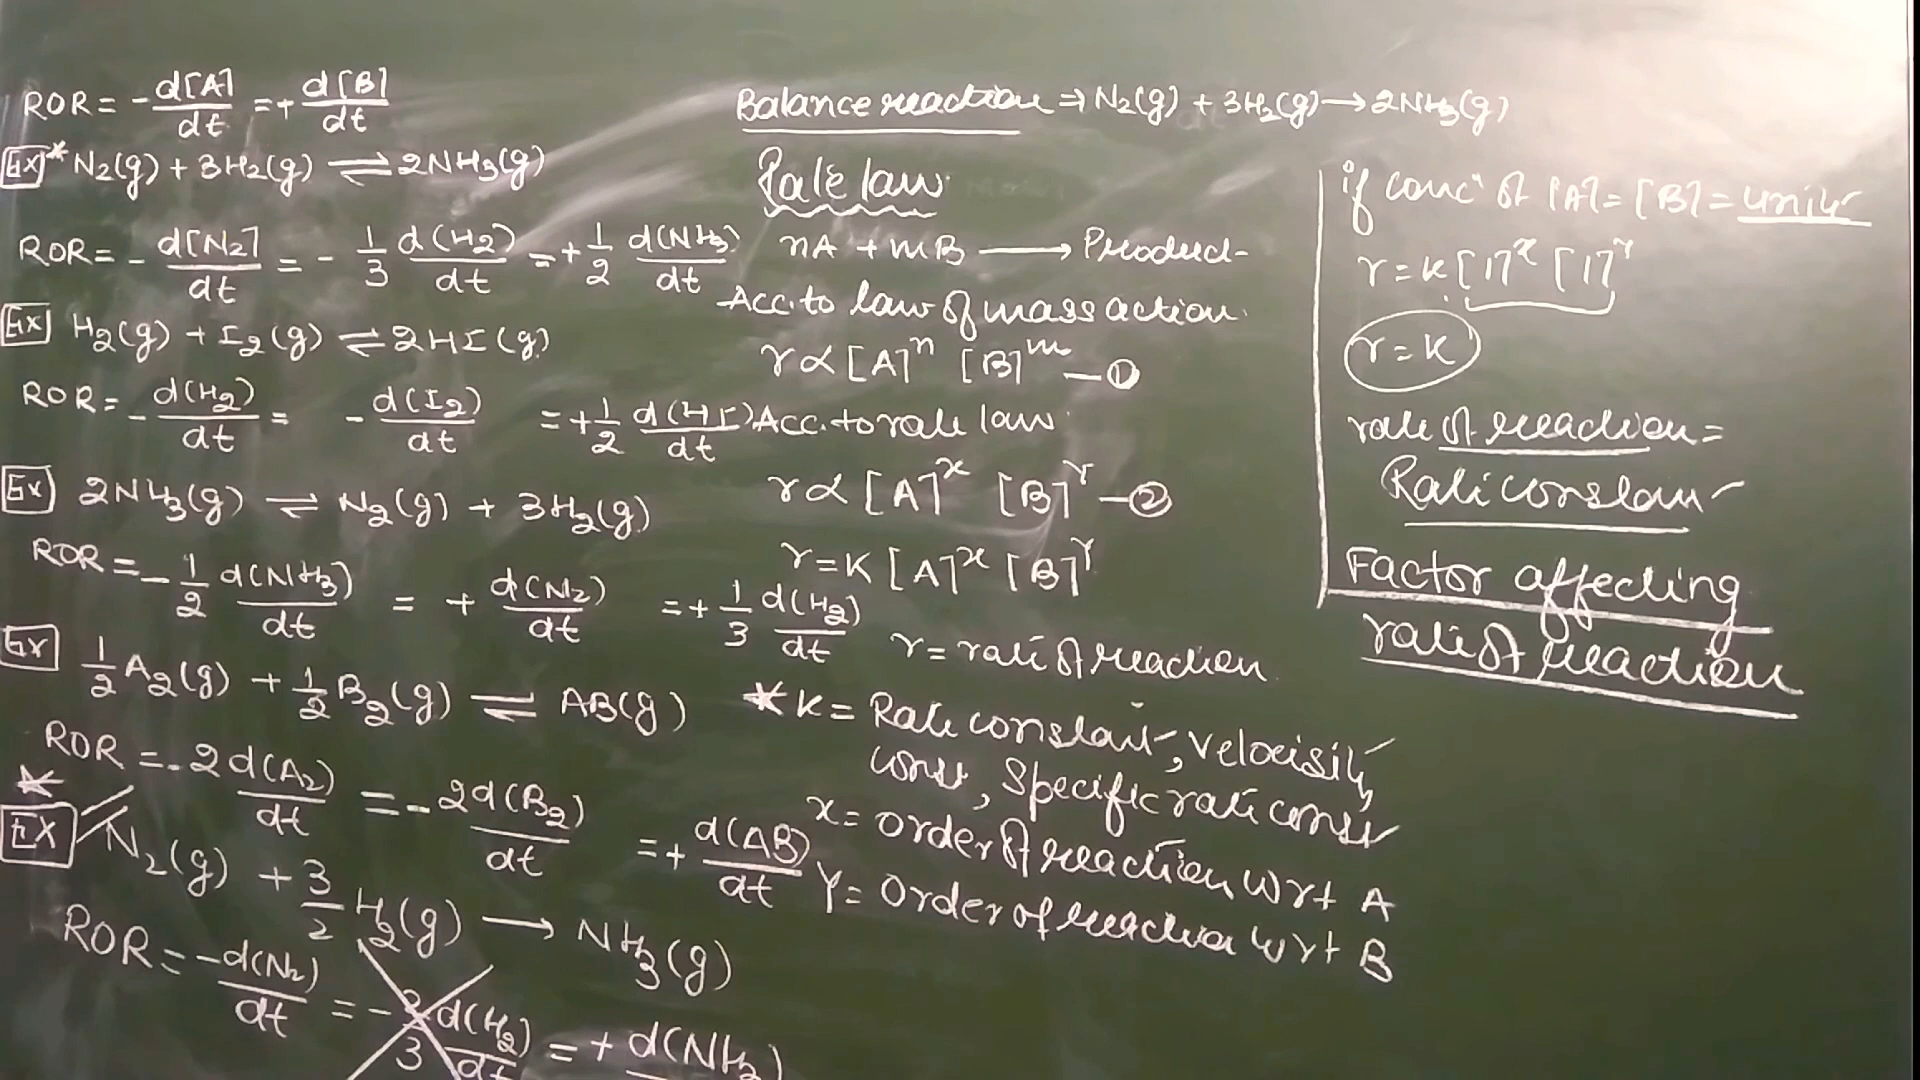 ROR = - d[A]/dt = + d[B]/dt
Ex * N₂(g) + 3H₂(g) ⇌ 2NH₃(g)
ROR = - d[N₂]/dt = - 1/3 d(H₂)/dt = + 1/2 d(NH₃)/dt
Ex H₂(g) + I₂(g) ⇌ 2HI(g)
ROR = - d(H₂)/dt = - d(I₂)/dt = + 1/2 d(HI)/dt
Ex 2NH₃(g) ⇌ N₂(g) + 3H₂(g)
ROR = - 1/2 d(NH₃)/dt = + d(N₂)/dt = + 1/3 d(H₂)/dt
Ex 1/2 A₂(g) + 1/2 B₂(g) ⇌ AB(g)
ROR = - 2d(A₂)/dt = - 2d(B₂)/dt = + d(AB)/dt
* Ex N₂(g) + 3/2 H₂(g) → NH₃(g)
ROR = - d(N₂)/dt = - 2/3 d(H₂)/dt = + d(NH₃)
Balance reaction ⇒ N₂(g) + 3H₂(g) → 2NH₃(g)
Rate law
nA + mB → Product
Acc. to law of mass action
r ∝ [A]ⁿ [B]ᵐ — ①
Acc. to rate law
r ∝ [A]ˣ [B]ʸ — ②
r = K [A]ˣ [B]ʸ
r = rate of reaction
* K = Rate constant, velocisity
const, Specific rate const
x = order of reaction wrt A
Y = Order of reaction wrt B
if concⁿ of [A] = [B] = unity
r = K [1]ˣ [1]ʸ
r = K
rate of reaction =
Rate constant
Factor affecting
rate of reaction